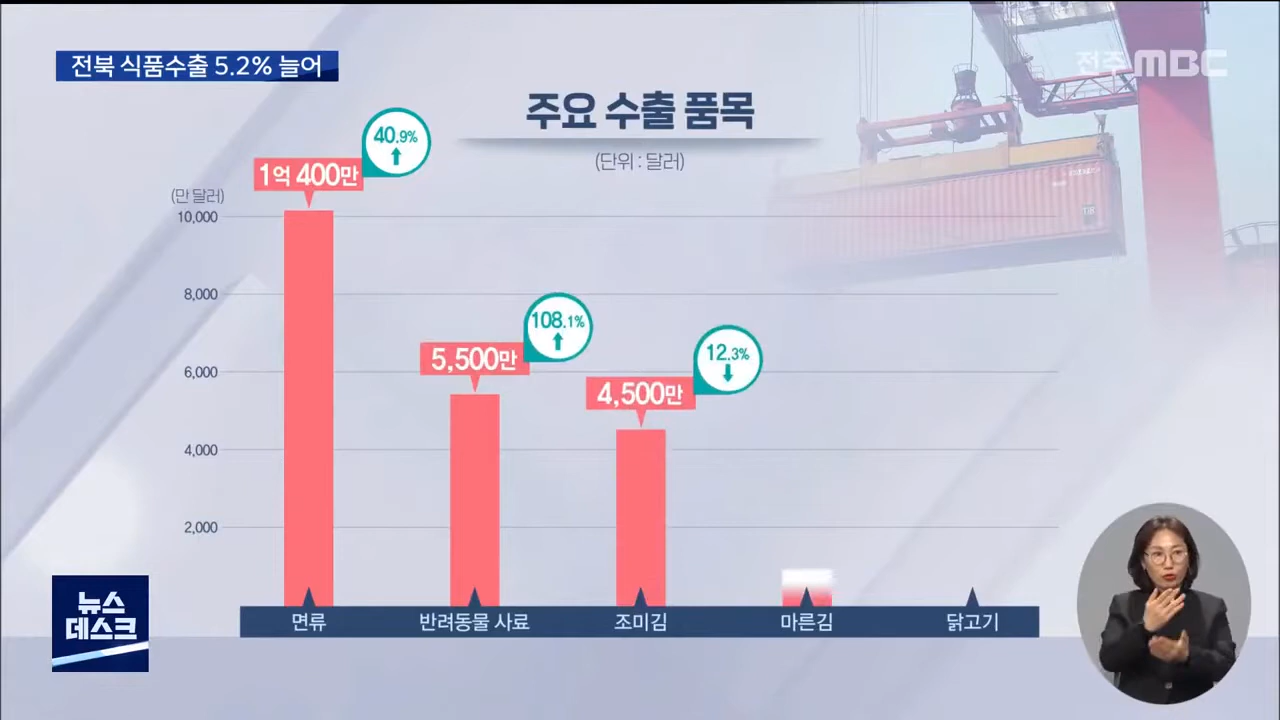 전북 식품수출 5.2% 늘어
전주MBC
주요 수출 품목
(단위 : 달러)
(만 달러)
10,000
8,000
6,000
4,000
2,000
1억 400만
40.9%
5,500만
108.1%
4,500만
12.3%
면류
반려동물 사료
조미김
마른김
닭고기
뉴스
데스크